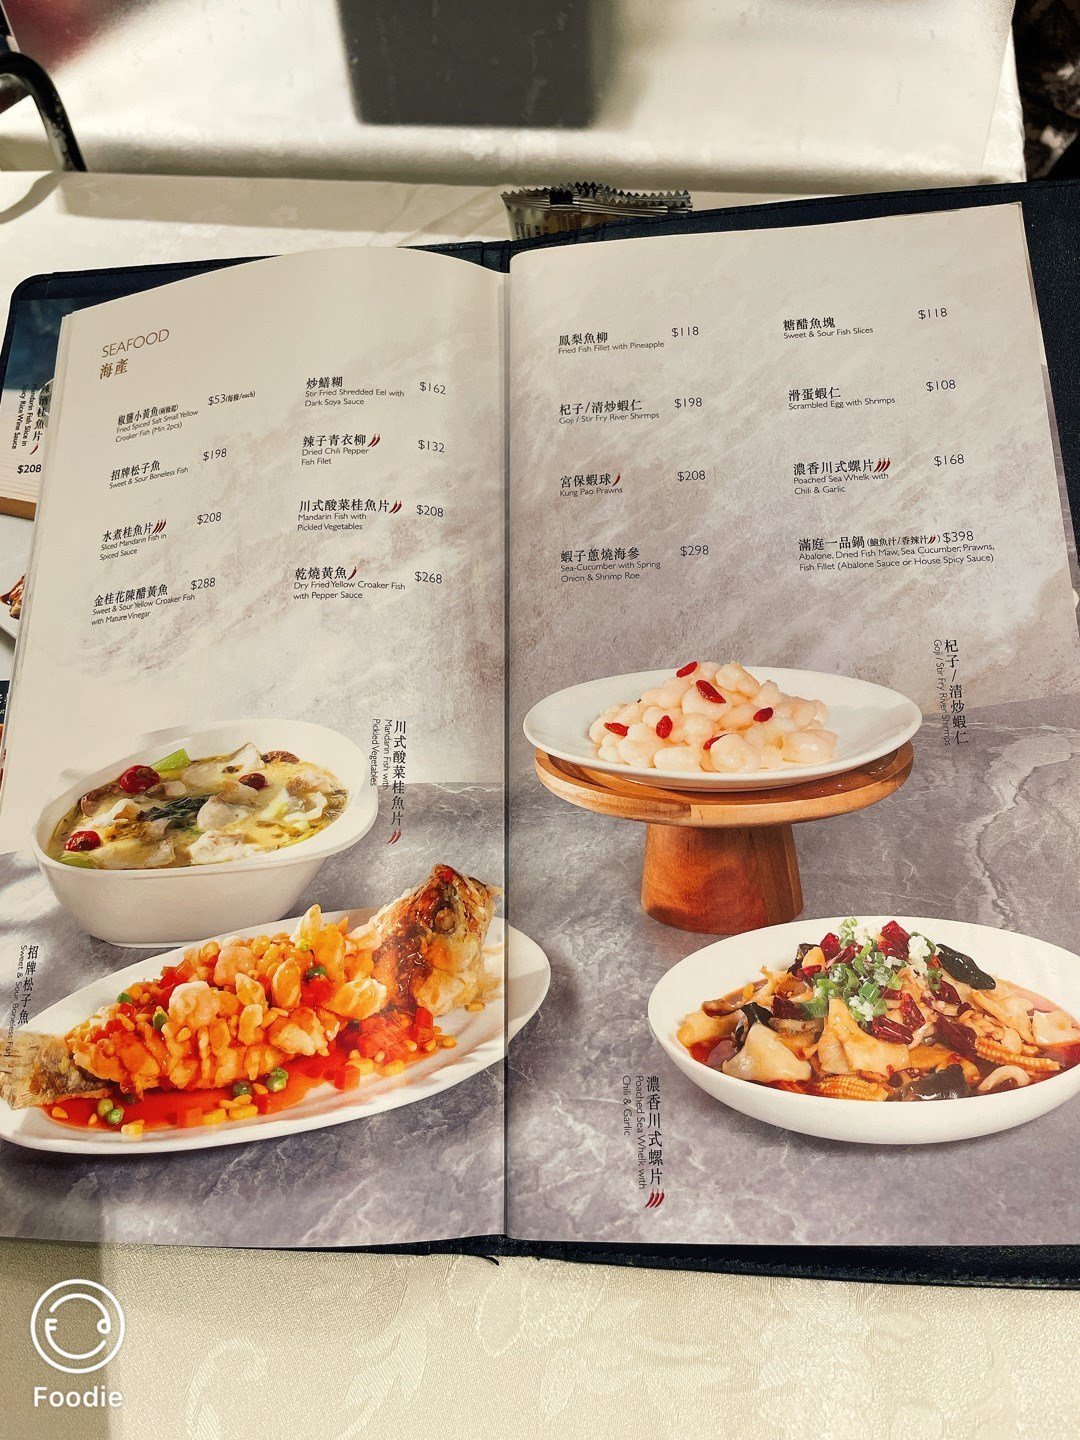 SEAFOOD
海產
椒鹽小黃魚(兩條起) $53(每條/each)
Fried Spiced Salt Small Yellow
Croaker Fish (Min 2pcs)
招牌松子魚 $198
Sweet & Sour Boneless Fish
水煮桂魚片 $208
Sliced Mandarin Fish in
Spiced Sauce
金桂花陳醋黃魚 $288
Sweet & Sour Yellow Croaker Fish
with Mature Vinegar
炒鱔糊 $162
Stir Fried Shredded Eel with
Dark Soya Sauce
辣子青衣柳 $132
Dried Chili Pepper
Fish Filet
川式酸菜桂魚片 $208
Mandarin Fish with
Pickled Vegetables
乾燒黃魚 $268
Dry Fried Yellow Croaker Fish
with Pepper Sauce
川式酸菜桂魚片
Mandarin Fish with
Pickled Vegetables
招牌松子魚
Sweet & Sour Boneless Fish
鳳梨魚柳 $118
Fried Fish Fillet with Pineapple
杞子/清炒蝦仁 $198
Goji / Stir Fry River Shirmps
宮保蝦球 $208
Kung Pao Prawns
蝦子蔥燒海參 $298
Sea-Cucumber with Spring
Onion & Shrimp Roe
糖醋魚塊 $118
Sweet & Sour Fish Slices
滑蛋蝦仁 $108
Scrambled Egg with Shrimps
濃香川式螺片 $168
Poached Sea Whelk with
Chili & Garlic
滿庭一品鍋(鮑魚汁/香辣汁) $398
Abalone, Dried Fish Maw, Sea Cucumber, Prawns,
Fish Fillet (Abalone Sauce or House Spicy Sauce)
杞子/清炒蝦仁
Goji / Stir Fry River Shirmps
濃香川式螺片
Poached Sea Whelk with
Chili & Garlic
魚片
Mandarin Fish Slice in
Spicy Rice Wine Sauce
$208
Foodie